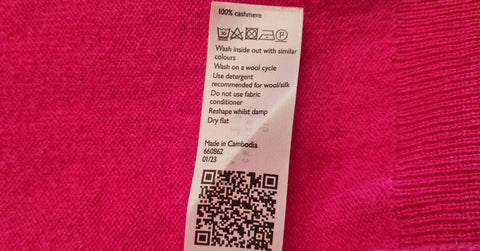 100% cashmere
Wash inside out with similar
colours
Wash on a wool cycle
Use detergent
recommended for wool/silk
Do not use fabric
conditioner
Reshape whilst damp
Dry flat
Made in Cambodia
660862
01/23